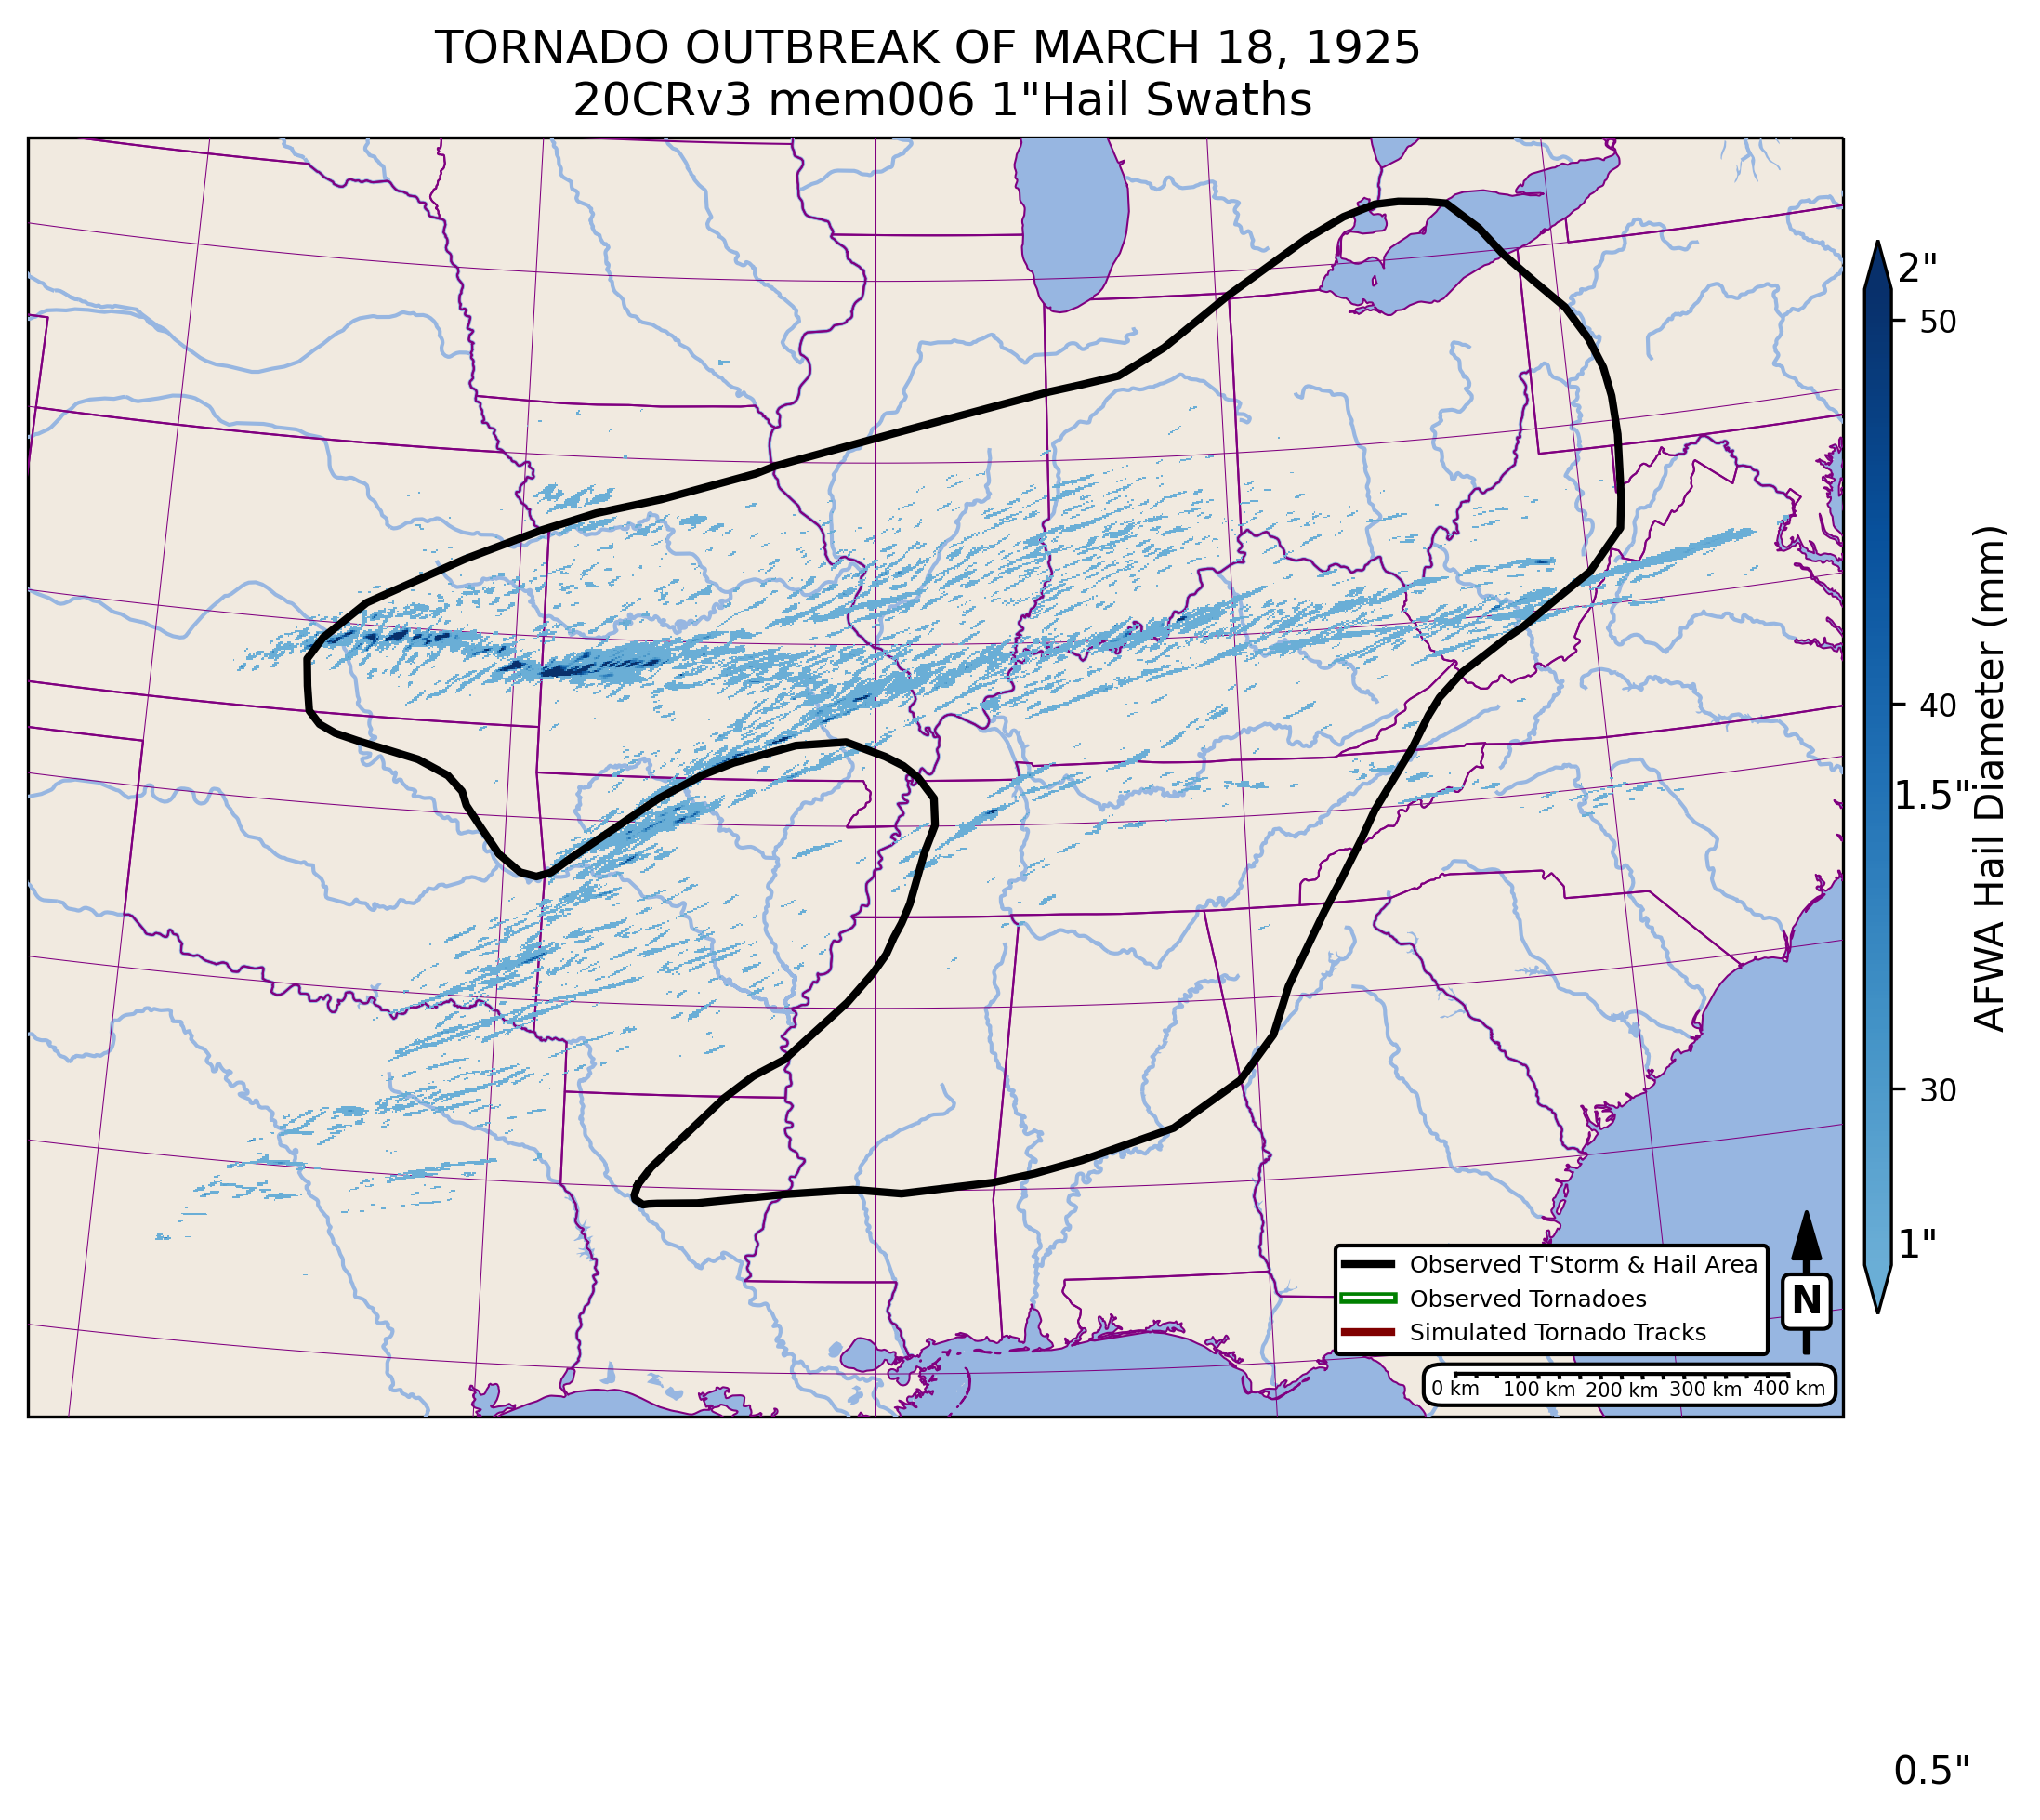 TORNADO OUTBREAK OF MARCH 18, 1925
20CRv3 mem006 1"Hail Swaths
2"
50
40
1.5"
30
1"
AFWA Hail Diameter (mm)
Observed T'Storm & Hail Area
Observed Tornadoes
Simulated Tornado Tracks
N
0 km 100 km 200 km 300 km 400 km
0.5"